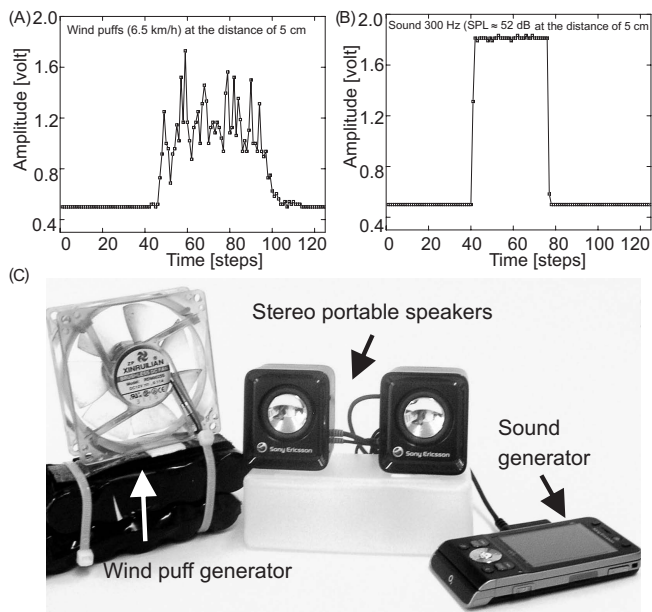 (A)
Wind puffs (6.5 km/h) at the distance of 5 cm
Amplitude [volt]
2.0
1.6
1.2
0.8
0.4
0 20 40 60 80 100 120
Time [steps]
(B)
Sound 300 Hz (SPL ≈ 52 dB at the distance of 5 cm
Amplitude [volt]
2.0
1.6
1.2
0.8
0.4
0 20 40 60 80 100 120
Time [steps]
(C)
Stereo portable speakers
XINRUILIAN
Sony Ericsson
Sony Ericsson
Sound
generator
Wind puff generator
O2